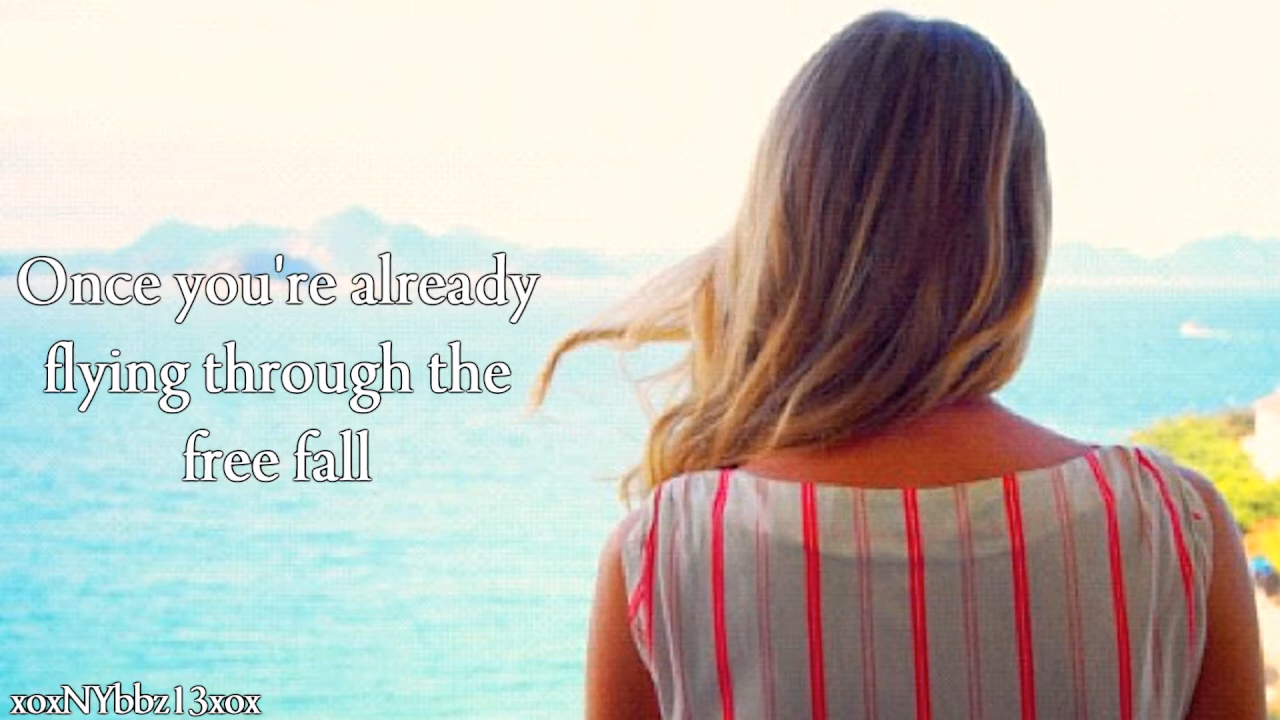 Once you're already
flying through the
free fall
xoxNYbbz13xox